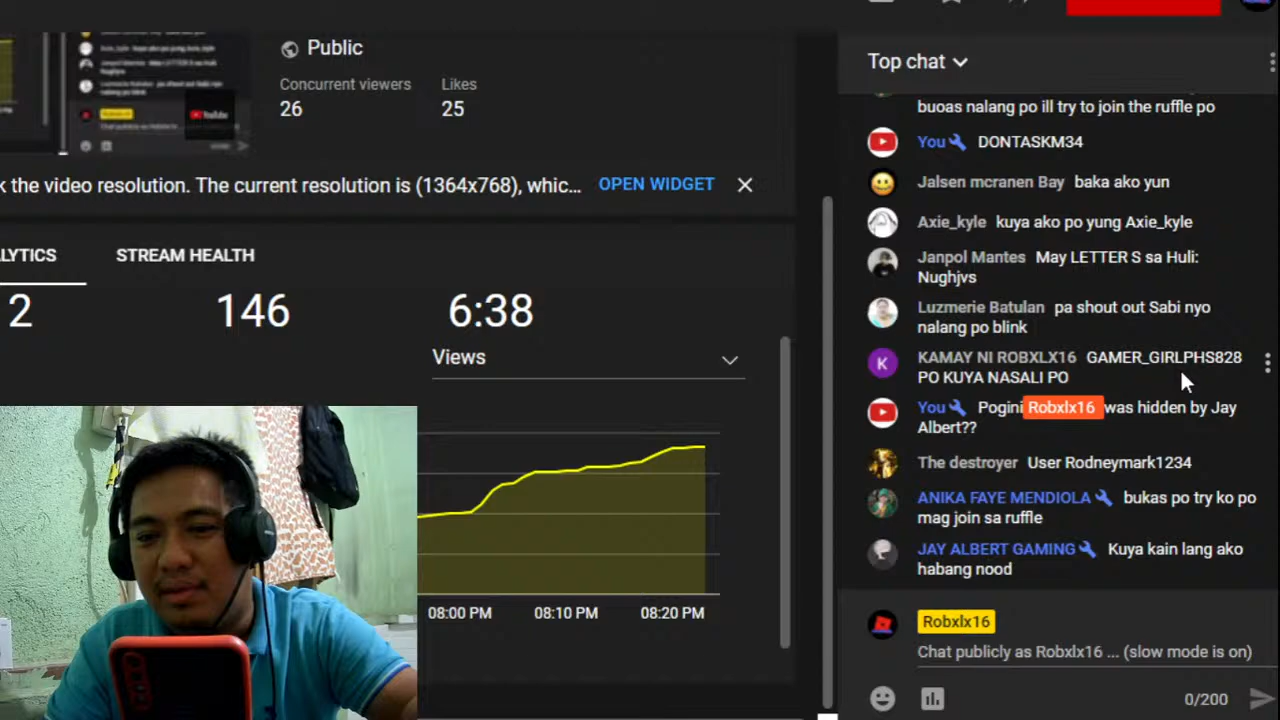 Public
Concurrent viewers
Likes
26
25
k the video resolution. The current resolution is (1364x768), whic...
OPEN WIDGET
LYTICS
STREAM HEALTH
2
146
6:38
Views
08:00 PM
08:10 PM
08:20 PM
Top chat
buoas nalang po ill try to join the ruffle po
You DONTASKM34
Jalsen mcranen Bay baka ako yun
Axie_kyle kuya ako po yung Axie_kyle
Janpol Mantes May LETTER S sa Huli:
Nughjvs
Luzmerie Batulan pa shout out Sabi nyo
nalang po blink
KAMAY NI ROBXLX16 GAMER_GIRLPHS828
PO KUYA NASALI PO
You Pogini Robxlx16 was hidden by Jay
Albert??
The destroyer User Rodneymark1234
ANIKA FAYE MENDIOLA bukas po try ko po
mag join sa ruffle
JAY ALBERT GAMING Kuya kain lang ako
habang nood
Robxlx16
Chat publicly as Robxlx16 ... (slow mode is on)
0/200